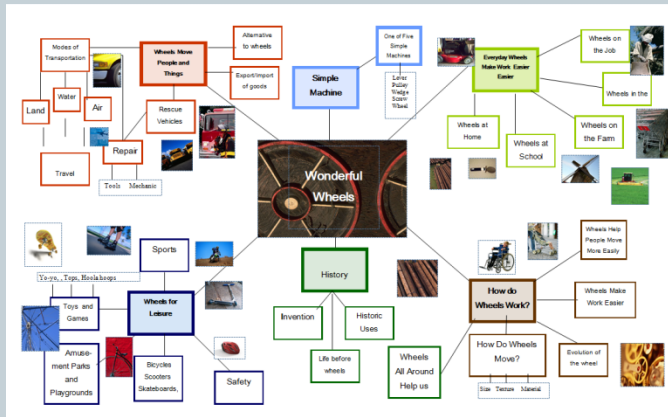 Modes of
Transportation
Wheels Move
People and
Things
Alternative
to wheels
Export/Import
of goods
Land
Water
Air
Rescue
Vehicles
Repair
Travel
Tools Mechanic
Simple
Machine
One of Five
Simple
Machines
Lever
Pulley
Wedge
Screw
Wheel
Everyday Wheels
Make Work Easier
Easier
Wheels on
the Job
Wheels in the
Wheels on
the Farm
Wheels at
Home
Wheels at
School
Wonderful
Wheels
Sports
Yo-yo, , Tops, Hoolahoops
Toys and
Games
Wheels for
Leisure
Amuse-
ment Parks
and
Playgrounds
Bicycles
Scooters
Skateboards,
Safety
History
Invention
Historic
Uses
Life before
wheels
How do
Wheels Work?
Wheels Help
People Move
More Easily
Wheels Make
Work Easier
Evolution of
the wheel
How Do Wheels
Move?
Size Texture Material
Wheels
All Around
Help us